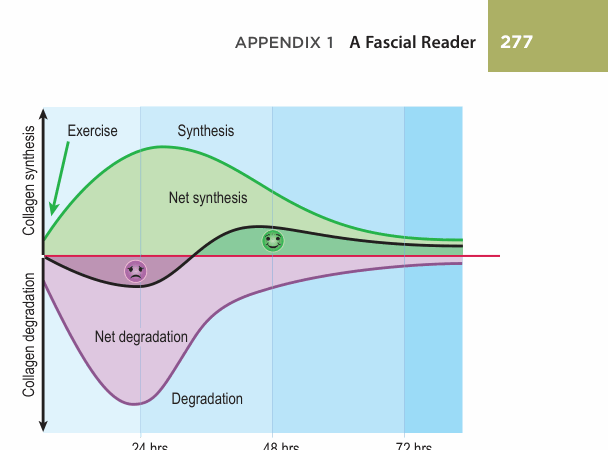 APPENDIX 1 A Fascial Reader 277
Exercise
Synthesis
Collagen synthesis
Net synthesis
Collagen degradation
Net degradation
Degradation
24 hrs
48 hrs
72 hrs